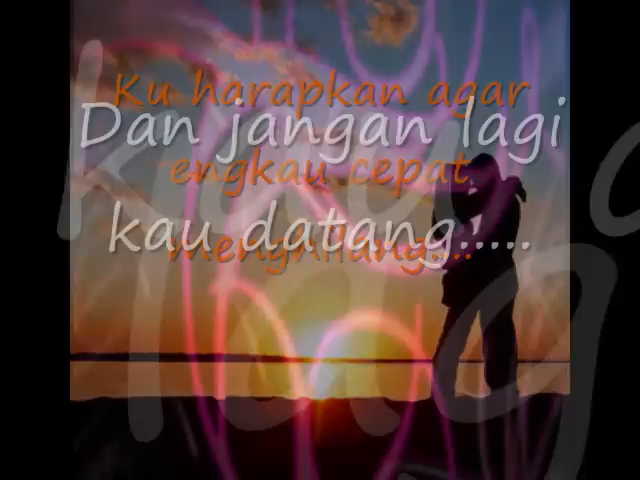 Ku harapkan agar
Dan jangan lagi
engkau cepat
kau datang.....
menghilang....